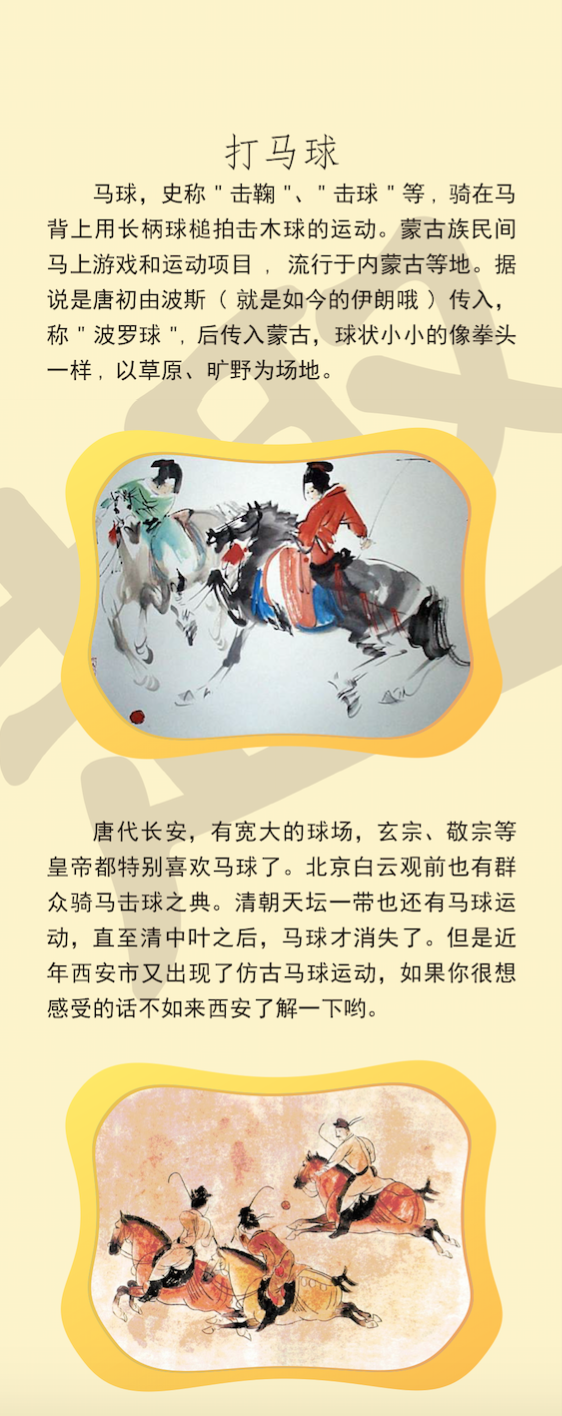 打马球
马球，史称"击鞠"、"击球"等，骑在马
背上用长柄球槌拍击木球的运动。蒙古族民间
马上游戏和运动项目，流行于内蒙古等地。据
说是唐初由波斯（就是如今的伊朗哦）传入，
称"波罗球"，后传入蒙古，球状小小的像拳头
一样，以草原、旷野为场地。
唐代长安，有宽大的球场，玄宗、敬宗等
皇帝都特别喜欢马球了。北京白云观前也有群
众骑马击球之典。清朝天坛一带也还有马球运
动，直至清中叶之后，马球才消失了。但是近
年西安市又出现了仿古马球运动，如果你很想
感受的话不如来西安了解一下哟。